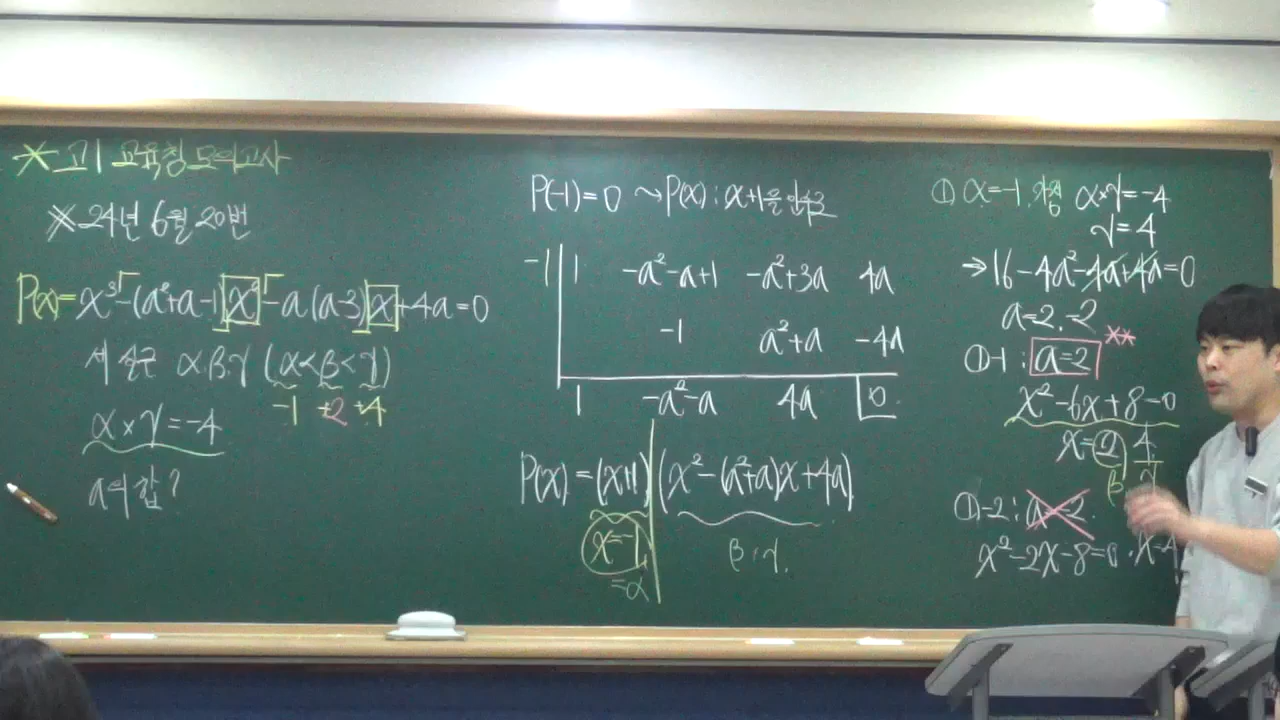 * 고1 교육청 모의고사
※ 24년 6월 20번
P(x)= x³-(a²+a-1)x²-a(a-3)x+4a=0
세 실근 α.β.γ (α<β<γ)
-1 +2 +4
α×γ=-4
a의 값?
P(-1)=0 ~> P(x): x+1을 인수로
-1 | 1 -a²-a+1 -a²+3a 4a
-1 a²+a -4a
1 -a²-a 4a 0
P(x)=(x+1)(x²-(a²+a)x+4a)
x=-1
=α
β, γ.
① α=-1. α×γ=-4
γ=4
→16-4a²-4a+4a=0
a=2.-2
①-1: a=2 **
x²-6x+8=0
x=2, 4
β γ
①-2: a=-2.
x²-2x-8=0. x=4